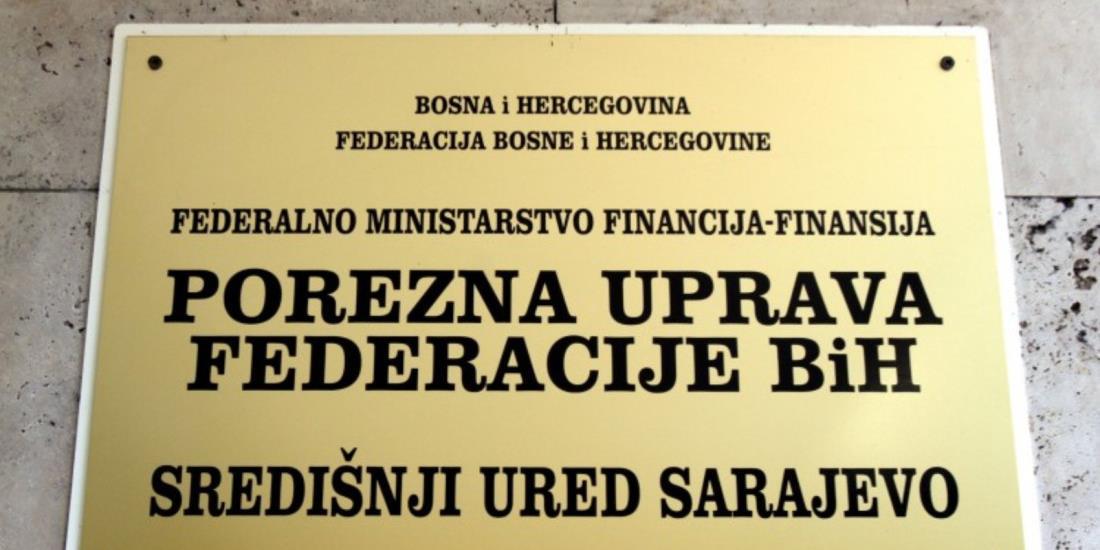 BOSNA i HERCEGOVINA
FEDERACIJA BOSNE i HERCEGOVINE
FEDERALNO MINISTARSTVO FINANCIJA-FINANSIJA
POREZNA UPRAVA
FEDERACIJE BiH
SREDIŠNJI URED SARAJEVO